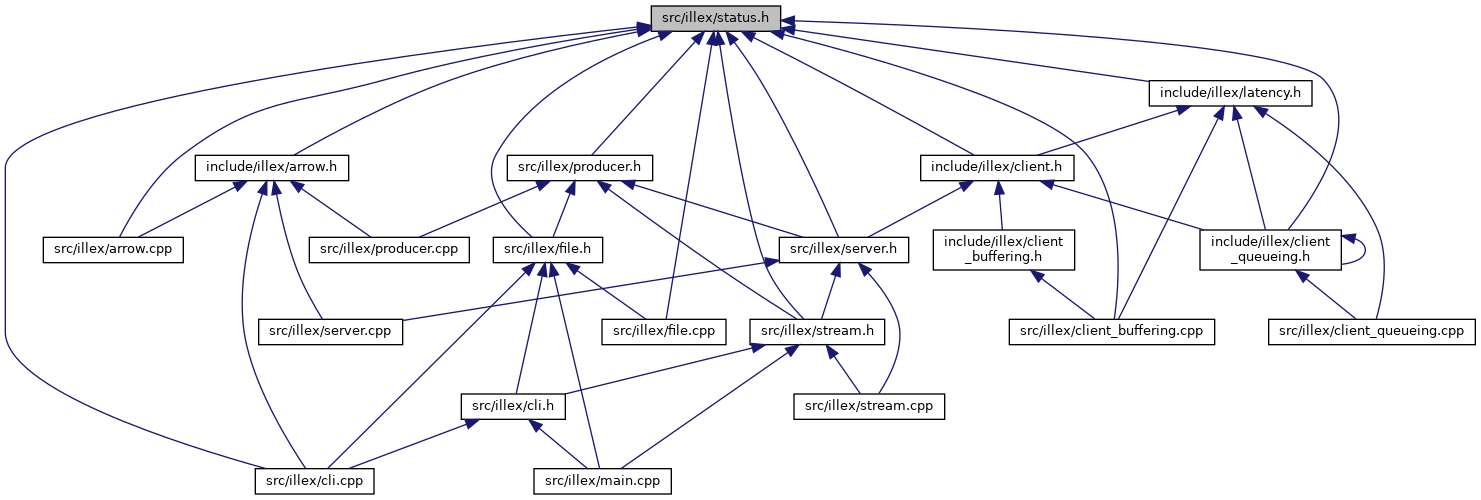 src/illex/status.h
include/illex/latency.h
include/illex/arrow.h
src/illex/producer.h
include/illex/client.h
src/illex/arrow.cpp
src/illex/producer.cpp
src/illex/file.h
src/illex/server.h
include/illex/client
_buffering.h
include/illex/client
_queueing.h
src/illex/server.cpp
src/illex/file.cpp
src/illex/stream.h
src/illex/client_buffering.cpp
src/illex/client_queueing.cpp
src/illex/cli.h
src/illex/stream.cpp
src/illex/cli.cpp
src/illex/main.cpp